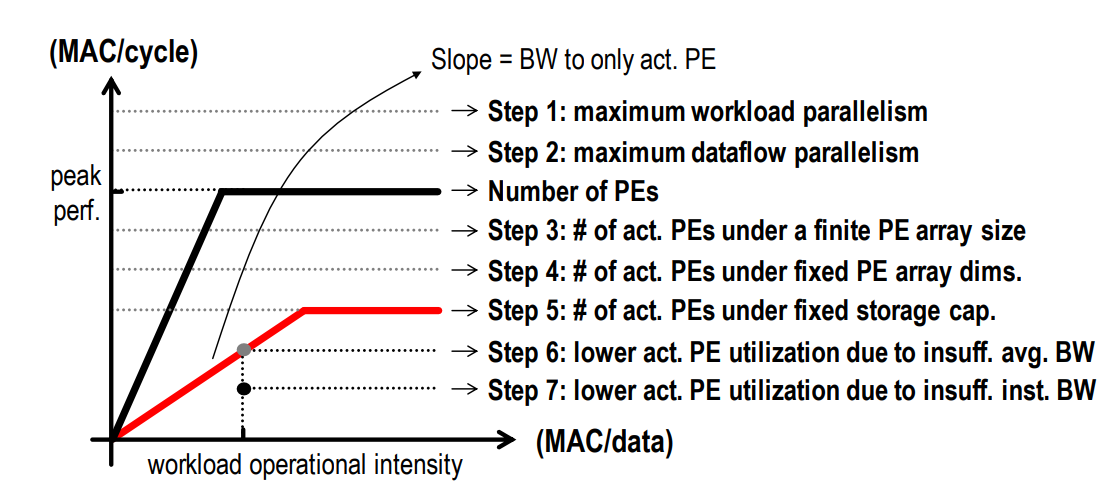 (MAC/cycle)
Slope = BW to only act. PE
Step 1: maximum workload parallelism
Step 2: maximum dataflow parallelism
peak
perf.
Number of PEs
Step 3: # of act. PEs under a finite PE array size
Step 4: # of act. PEs under fixed PE array dims.
Step 5: # of act. PEs under fixed storage cap.
Step 6: lower act. PE utilization due to insuff. avg. BW
Step 7: lower act. PE utilization due to insuff. inst. BW
(MAC/data)
workload operational intensity